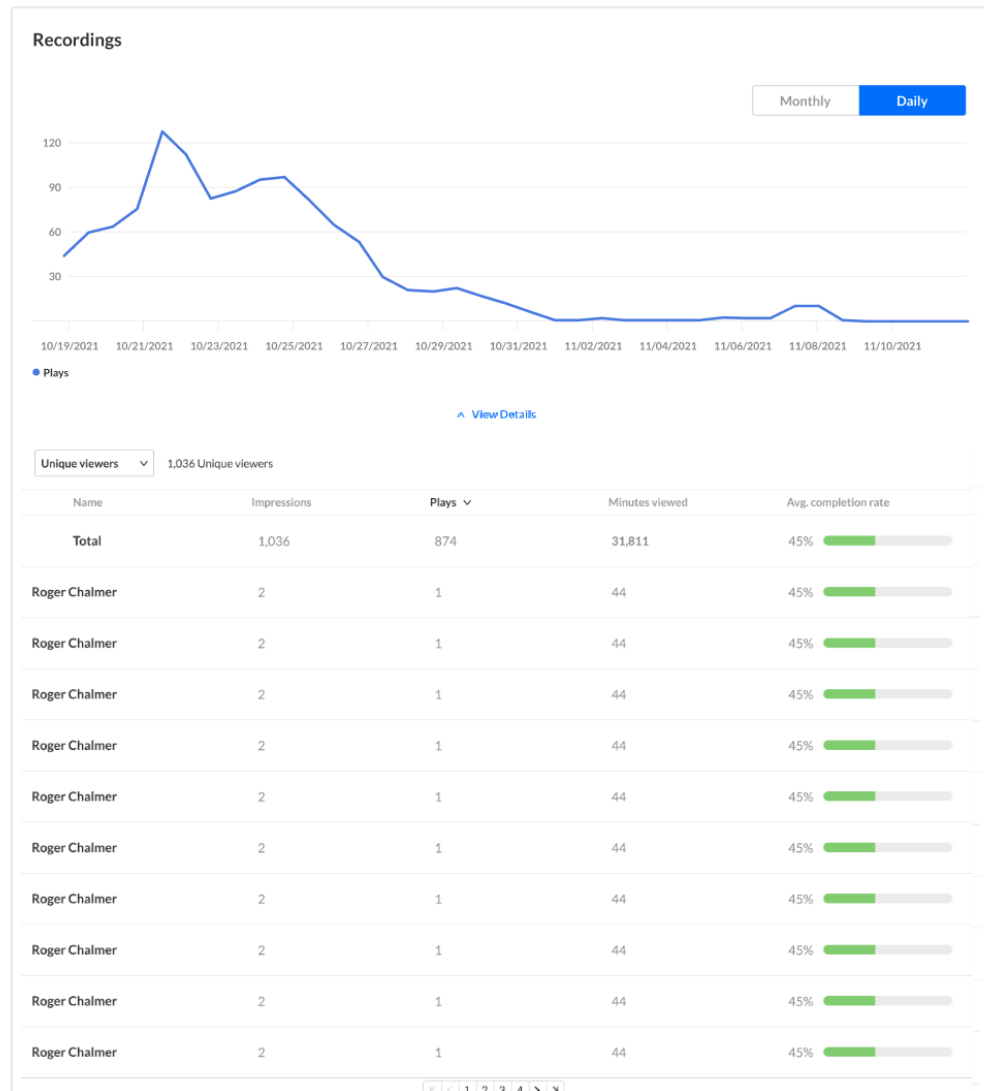 Recordings
Monthly Daily
120
90
60
30
10/19/2021 10/21/2021 10/23/2021 10/25/2021 10/27/2021 10/29/2021 10/31/2021 11/02/2021 11/04/2021 11/06/2021 11/08/2021 11/10/2021
Plays
View Details
Unique viewers 1,036 Unique viewers
Name Impressions Plays Minutes viewed Avg. completion rate
Total 1,036 874 31,811 45%
Roger Chalmer 2 1 44 45%
Roger Chalmer 2 1 44 45%
Roger Chalmer 2 1 44 45%
Roger Chalmer 2 1 44 45%
Roger Chalmer 2 1 44 45%
Roger Chalmer 2 1 44 45%
Roger Chalmer 2 1 44 45%
Roger Chalmer 2 1 44 45%
Roger Chalmer 2 1 44 45%
Roger Chalmer 2 1 44 45%
1 2 3 4